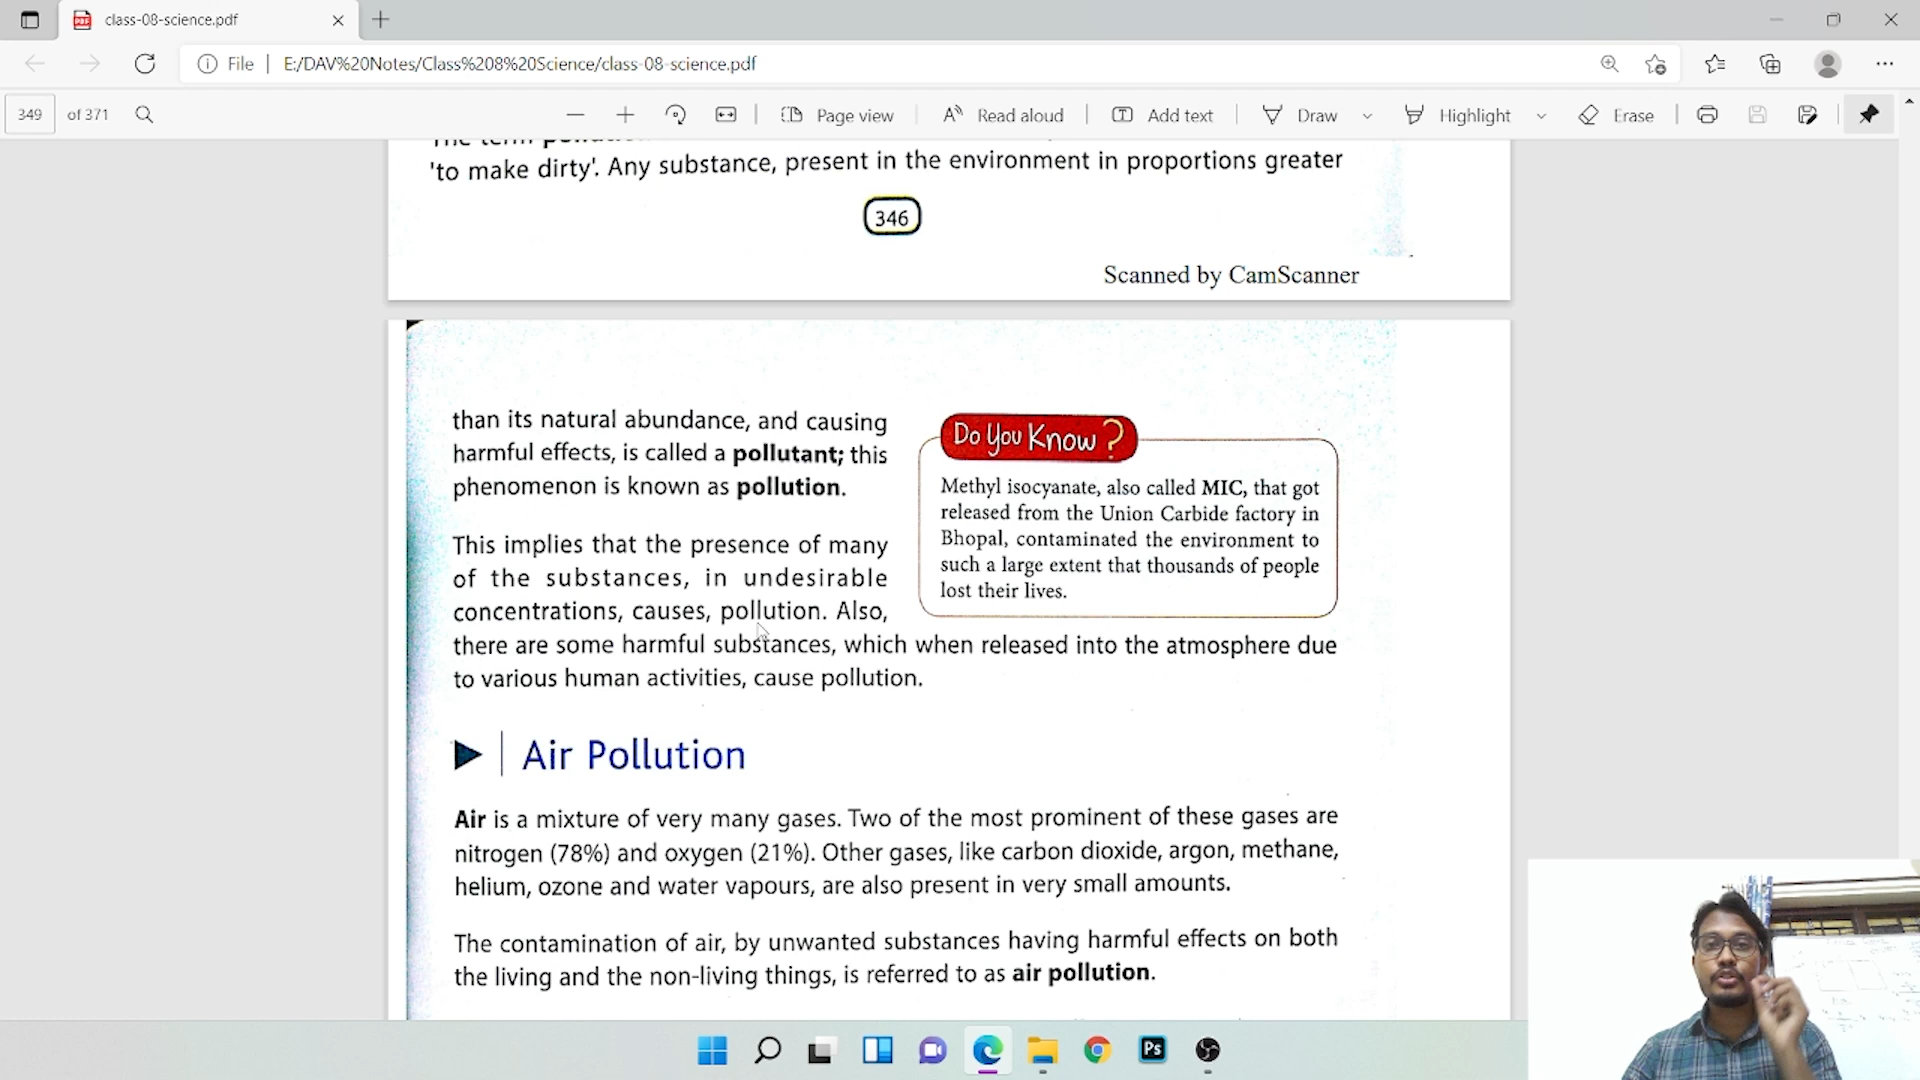 class-08-science.pdf
File
E:/DAV%20Notes/Class%208%20Science/class-08-science.pdf
349 of 371
Page view
Read aloud
Add text
Draw
Highlight
Erase
The term
'to make dirty'. Any substance, present in the environment in proportions greater
346
Scanned by CamScanner
than its natural abundance, and causing
harmful effects, is called a pollutant; this
phenomenon is known as pollution.
Do You Know ?
Methyl isocyanate, also called MIC, that got
released from the Union Carbide factory in
Bhopal, contaminated the environment to
such a large extent that thousands of people
lost their lives.
This implies that the presence of many
of the substances, in undesirable
concentrations, causes, pollution. Also,
there are some harmful substances, which when released into the atmosphere due
to various human activities, cause pollution.
Air Pollution
Air is a mixture of very many gases. Two of the most prominent of these gases are
nitrogen (78%) and oxygen (21%). Other gases, like carbon dioxide, argon, methane,
helium, ozone and water vapours, are also present in very small amounts.
The contamination of air, by unwanted substances having harmful effects on both
the living and the non-living things, is referred to as air pollution.
Ps